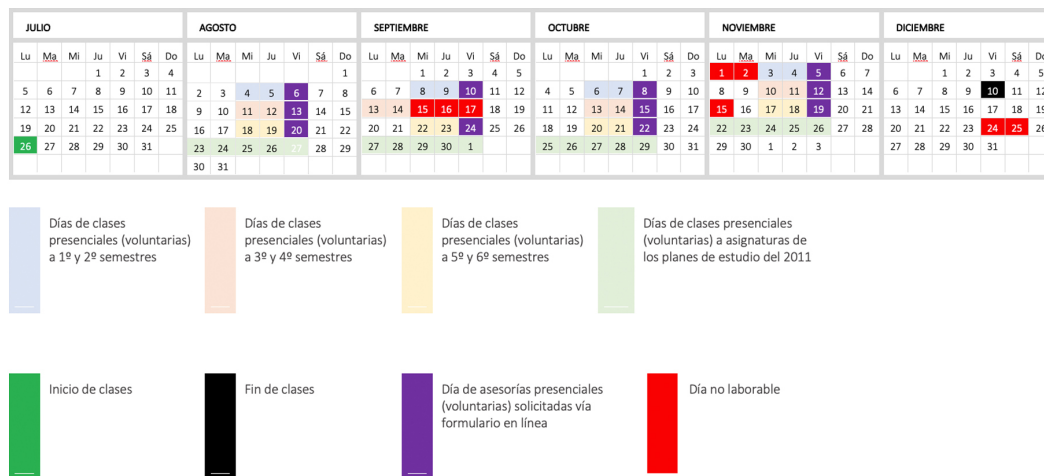 JULIO
Lu Ma Mi Ju Vi Sá Do
1 2 3 4
5 6 7 8 9 10 11
12 13 14 15 16 17 18
19 20 21 22 23 24 25
26 27 28 29 30 31
AGOSTO
Lu Ma Mi Ju Vi Sá Do
1
2 3 4 5 6 7 8
9 10 11 12 13 14 15
16 17 18 19 20 21 22
23 24 25 26 27 28 29
30 31
SEPTIEMBRE
Lu Ma Mi Ju Vi Sá Do
1 2 3 4 5
6 7 8 9 10 11 12
13 14 15 16 17 18 19
20 21 22 23 24 25 26
27 28 29 30 1
OCTUBRE
Lu Ma Mi Ju Vi Sá Do
1 2 3
4 5 6 7 8 9 10
11 12 13 14 15 16 17
18 19 20 21 22 23 24
25 26 27 28 29 30 31
NOVIEMBRE
Lu Ma Mi Ju Vi Sá Do
1 2 3 4 5 6 7
8 9 10 11 12 13 14
15 16 17 18 19 20 21
22 23 24 25 26 27 28
29 30 1 2 3
DICIEMBRE
Lu Ma Mi Ju Vi Sá Do
1 2 3 4 5
6 7 8 9 10 11 12
13 14 15 16 17 18 19
20 21 22 23 24 25 26
27 28 29 30 31
Días de clases
presenciales (voluntarias)
a 1º y 2º semestres
Días de clases
presenciales (voluntarias)
a 3º y 4º semestres
Días de clases
presenciales (voluntarias)
a 5º y 6º semestres
Días de clases presenciales
(voluntarias) a asignaturas de
los planes de estudio del 2011
Inicio de clases
Fin de clases
Día de asesorías presenciales
(voluntarias) solicitadas vía
formulario en línea
Día no laborable